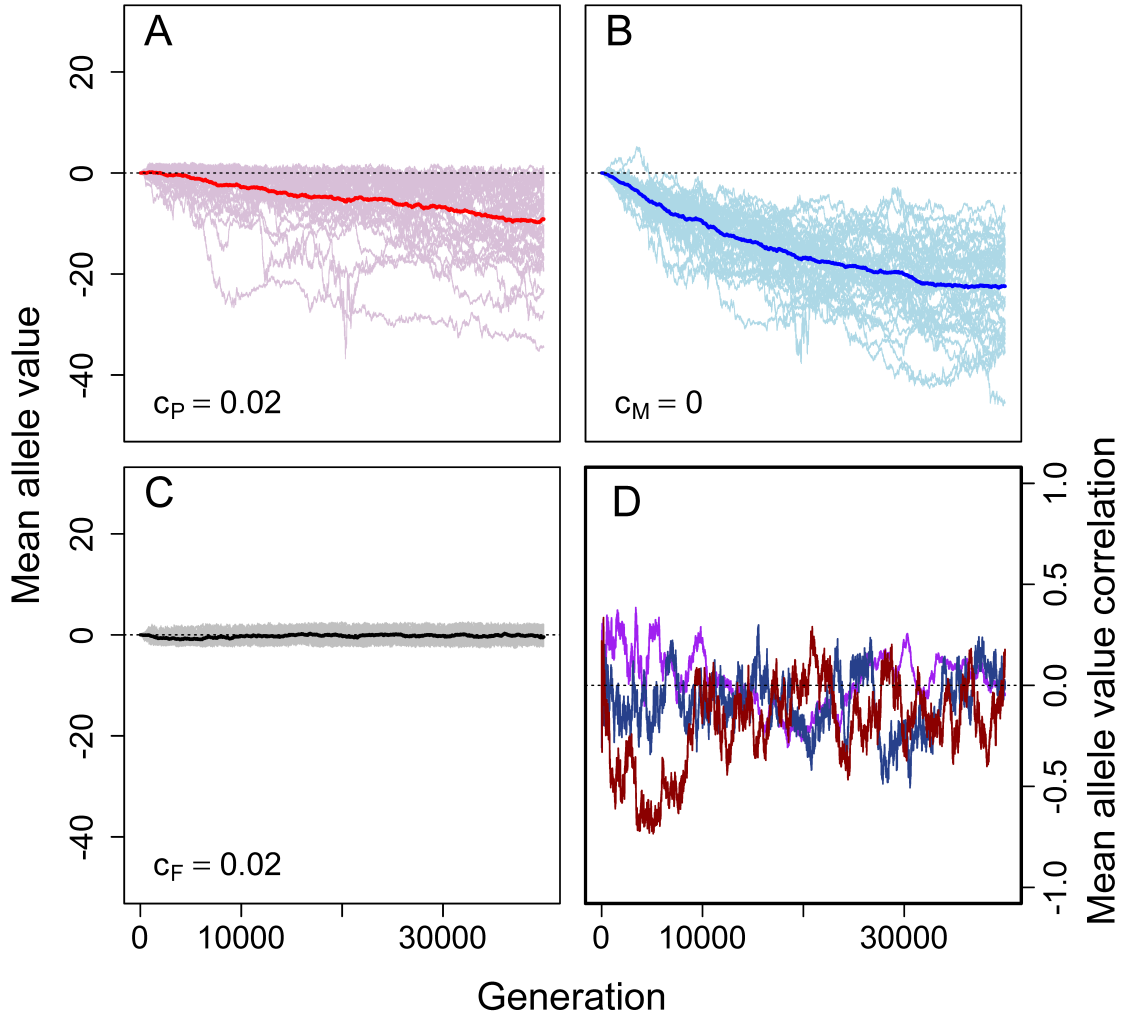 A
B
20
0
-20
-40
cP = 0.02
cM = 0
Mean allele value
C
D
20
0
-20
-40
cF = 0.02
1.0
0.5
0.0
-0.5
-1.0
Mean allele value correlation
0 10000 30000
0 10000 30000
Generation